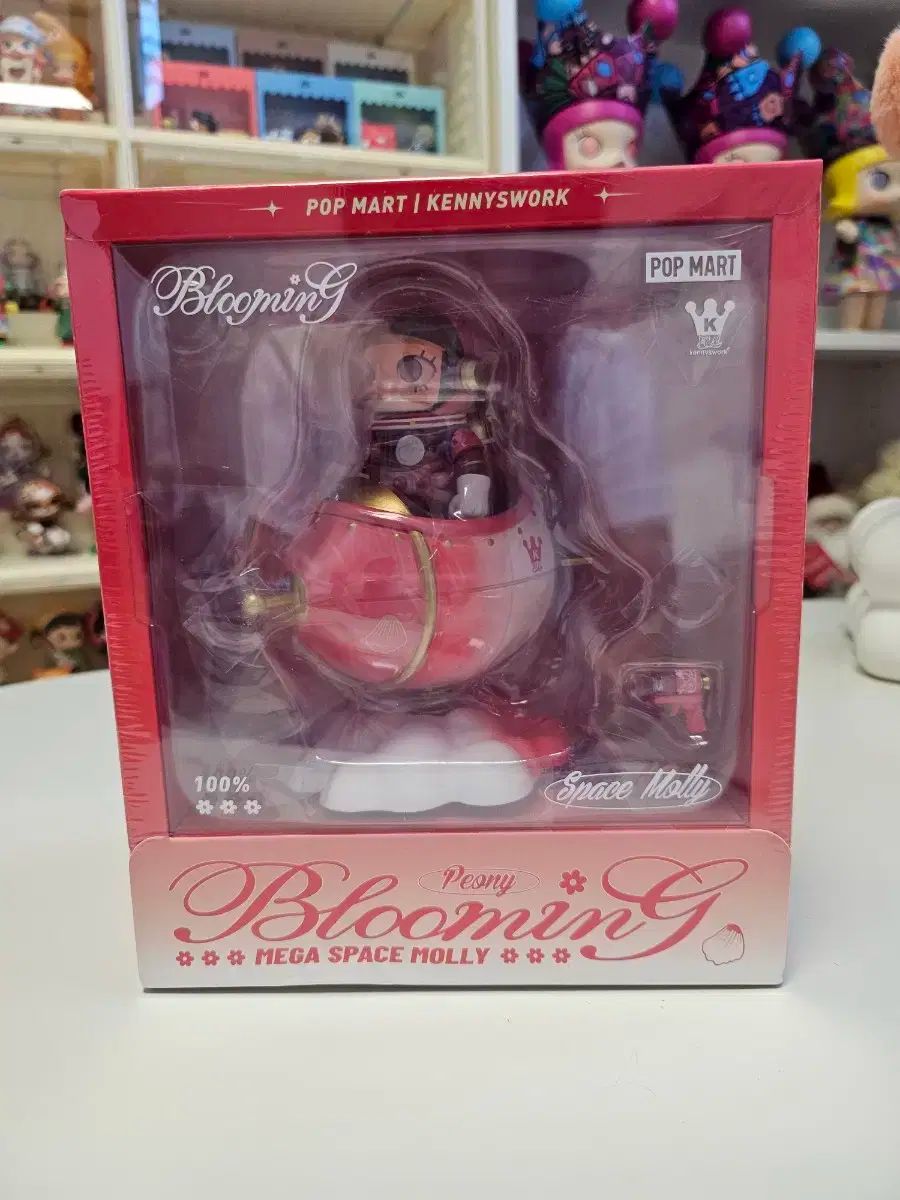 POP MART | KENNYSWORK
BloominG
POP MART
K
kennyswork
100%
Space Molly
Peony
BloominG
MEGA SPACE MOLLY